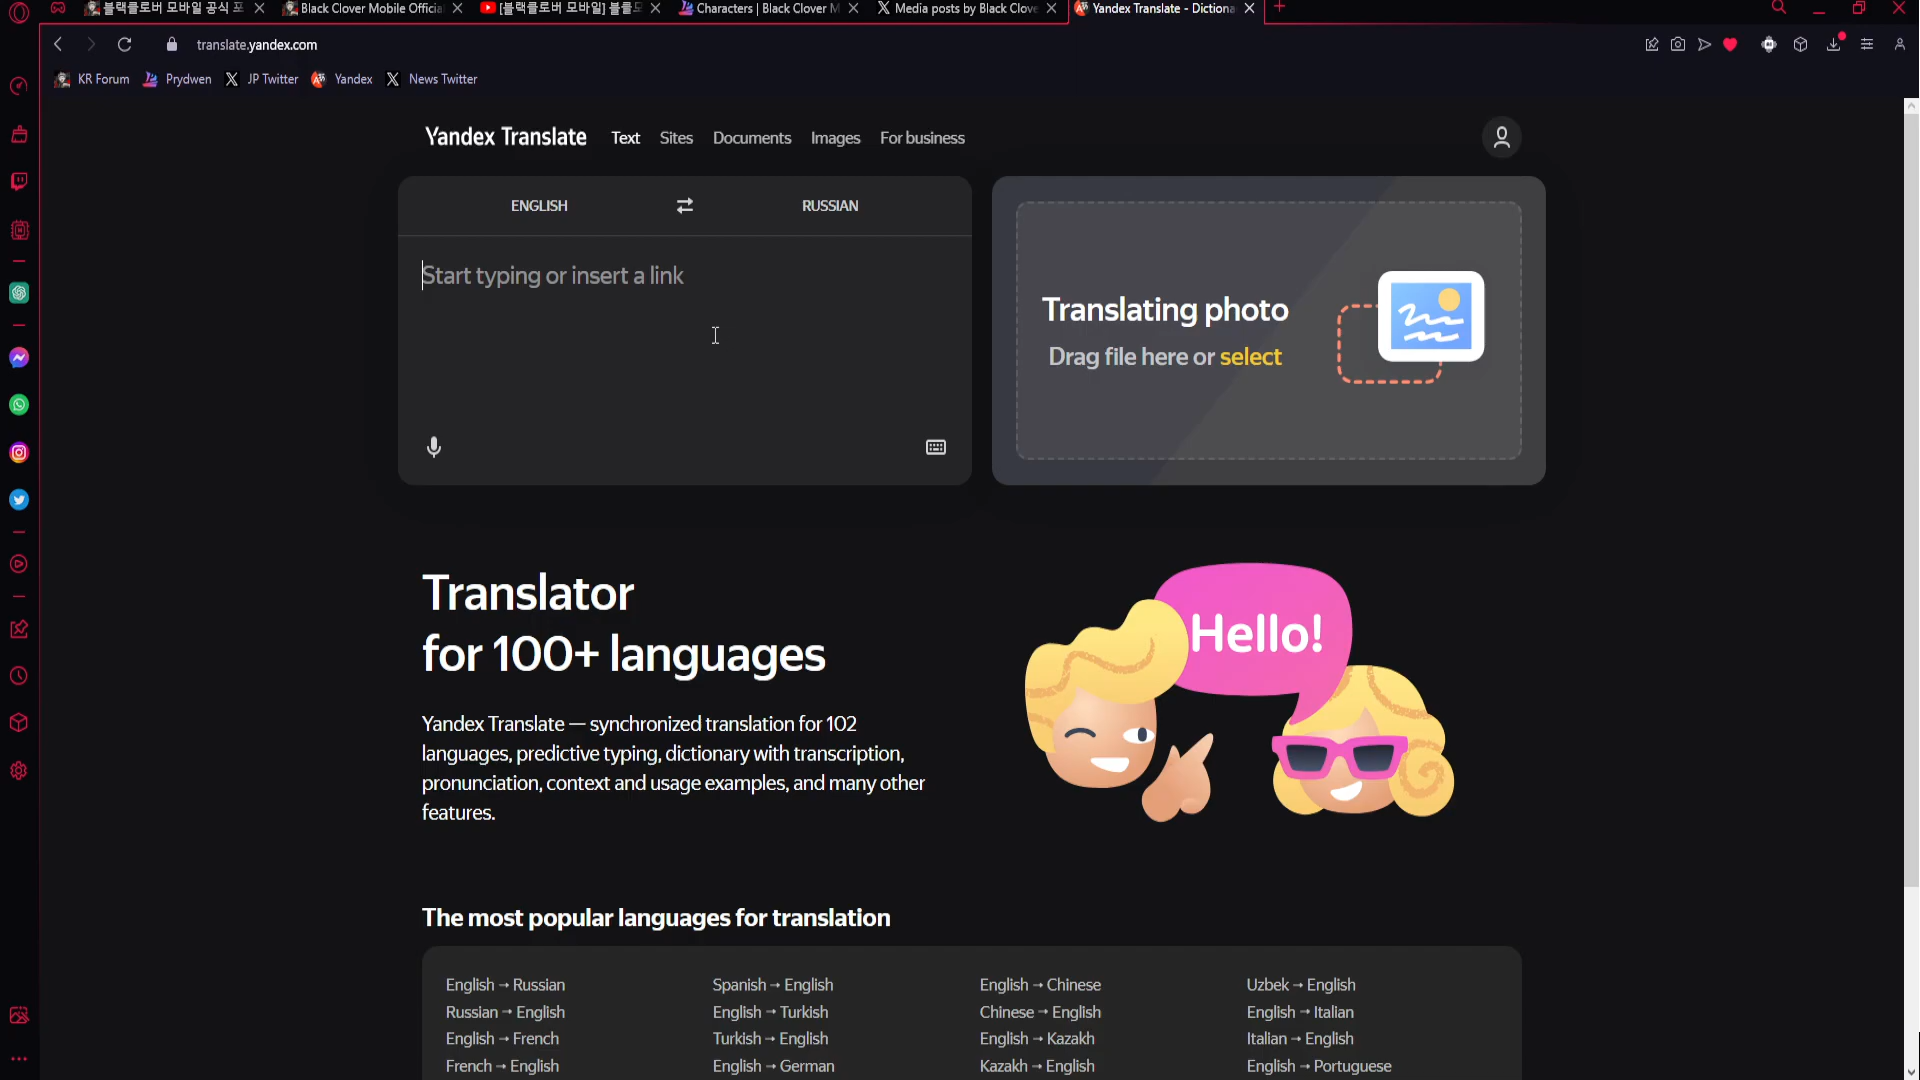 블랙클로버 모바일 공식 포
Black Clover Mobile Official
[블랙클로버 모바일] 블클모
Characters | Black Clover M
Media posts by Black Clove
Yandex Translate - Dictiona
translate.yandex.com
KR Forum
Prydwen
JP Twitter
Yandex
News Twitter
Yandex Translate
Text
Sites
Documents
Images
For business
ENGLISH
RUSSIAN
Start typing or insert a link
Translating photo
Drag file here or select
Translator
for 100+ languages
Hello!
Yandex Translate — synchronized translation for 102
languages, predictive typing, dictionary with transcription,
pronunciation, context and usage examples, and many other
features.
The most popular languages for translation
English → Russian
Spanish → English
English → Chinese
Uzbek → English
Russian → English
English → Turkish
Chinese → English
English → Italian
English → French
Turkish → English
English → Kazakh
Italian → English
French → English
English → German
Kazakh → English
English → Portuguese